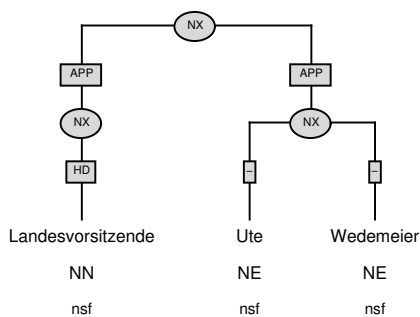 NX
APP APP
NX NX
HD – –
Landesvorsitzende Ute Wedemeier
NN NE NE
nsf nsf nsf